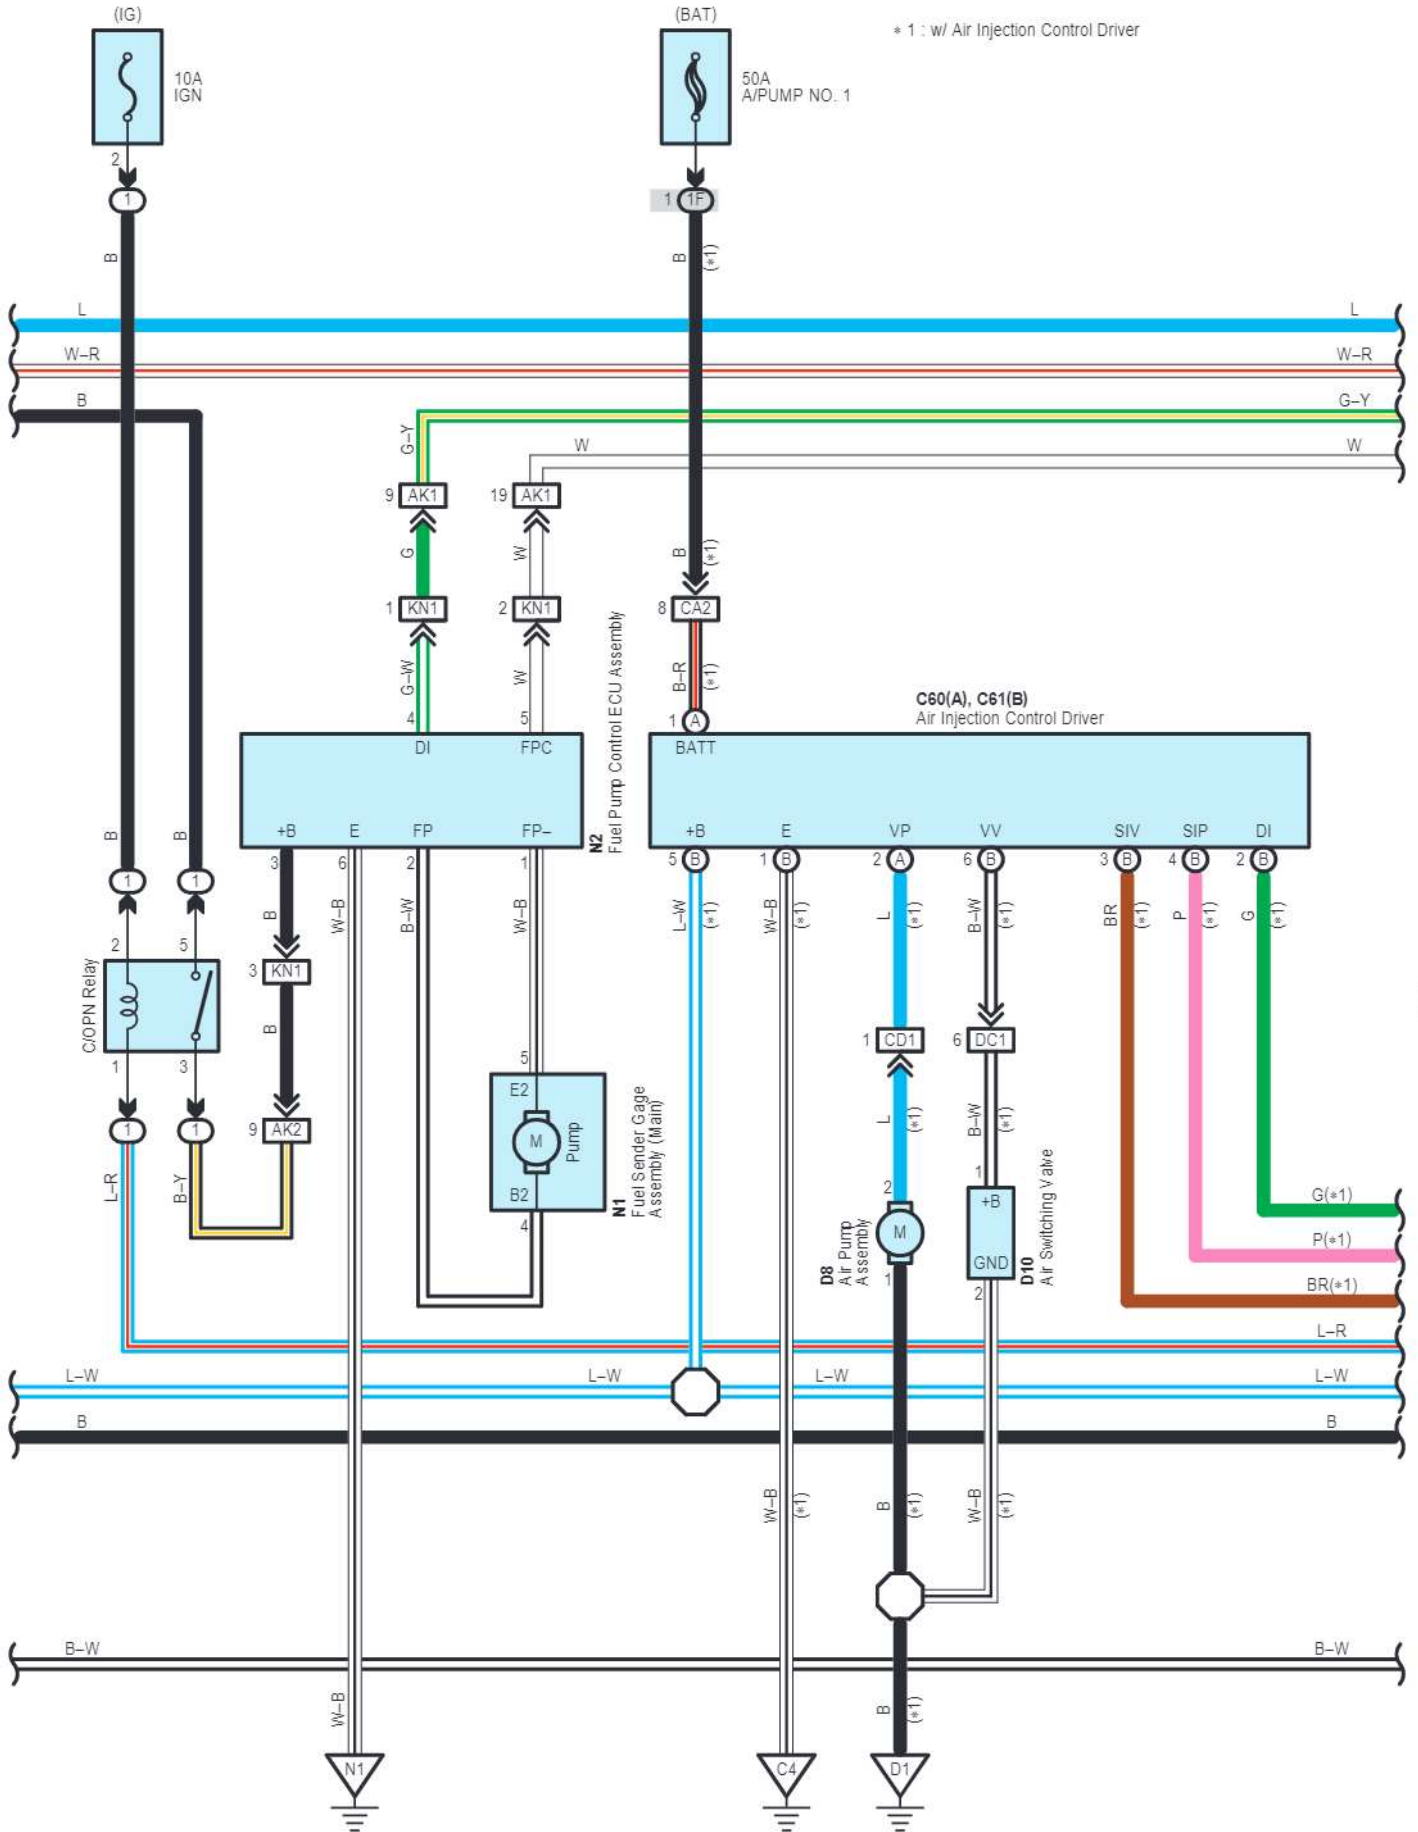 (IG)
(BAT)
* 1 : w/ Air Injection Control Driver
10A
IGN
50A
A/PUMP NO. 1
2
1
1
1F
B
B
(*1)
L
L
W–R
W–R
B
G–Y
G–Y
W
W
9
AK1
19
AK1
G
W
B
(*1)
1
KN1
2
KN1
8
CA2
G–W
W
B–R
(*1)
4
5
1
A
C60(A), C61(B)
Air Injection Control Driver
N2
Fuel Pump Control ECU Assembly
DI
FPC
BATT
B
B
+B
E
FP
FP–
+B
E
VP
VV
SIV
SIP
DI
1
1
3
6
2
1
5
B
1
B
2
A
6
B
3
B
4
B
2
B
B
W–B
B–W
W–B
L–W
(*1)
W–B
(*1)
L
(*1)
B–W
(*1)
BR
(*1)
P
(*1)
G
(*1)
2
5
C/OPN Relay
3
KN1
B
1
3
1
CD1
6
DC1
5
E2
M
Pump
B2
4
N1
Fuel Sender Gage
Assembly (Main)
1
1
9
AK2
L
(*1)
B–W
(*1)
L–R
B–Y
2
M
1
D8
Air Pump
Assembly
1
+B
GND
2
D10
Air Switching Valve
G(*1)
P(*1)
BR(*1)
L–R
L–W
L–W
L–W
L–W
B
B
W–B
(*1)
B
(*1)
W–B
(*1)
B–W
B–W
W–B
B
(*1)
N1
C4
D1